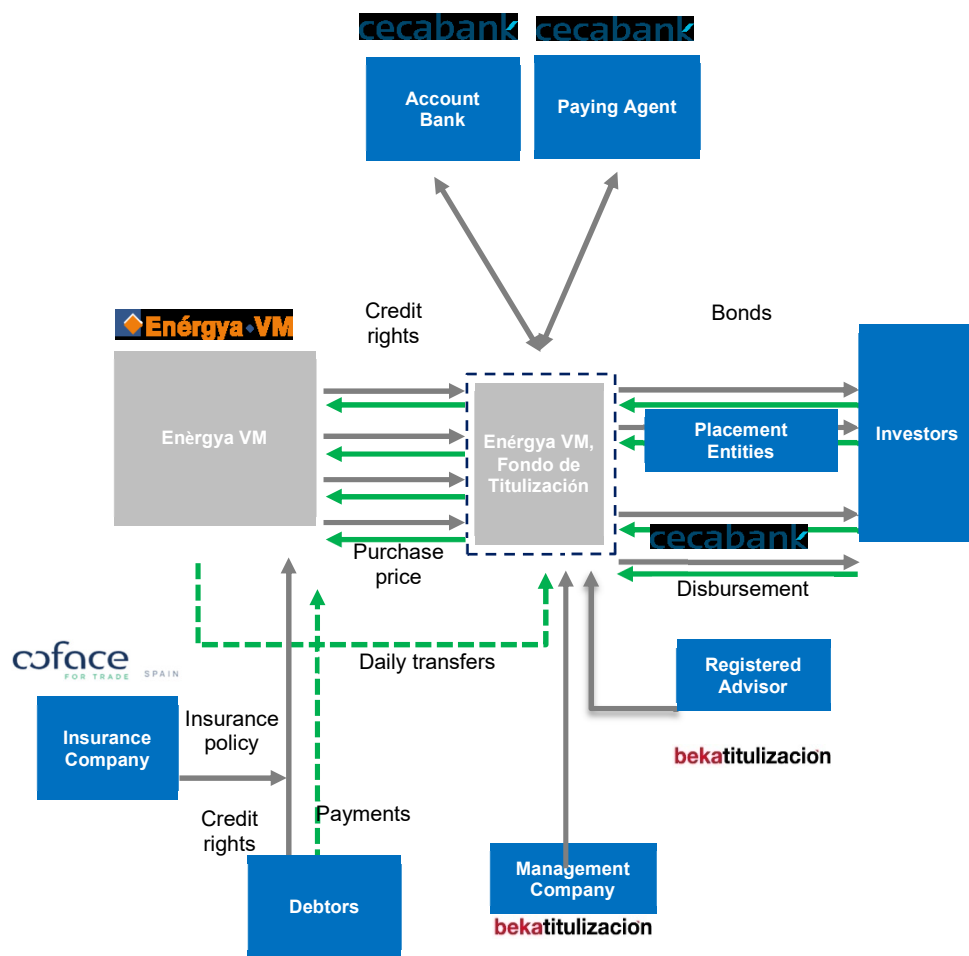 cecabank
cecabank
Account
Bank
Paying Agent
Credit
rights
Bonds
Enérgya VM
Enèrgya VM
Enérgya VM,
Fondo de
Titulización
Placement
Entities
Investors
cecabank
Purchase
price
Disbursement
Daily transfers
coface
FOR TRADE
SPAIN
Registered
Advisor
Insurance
policy
Insurance
Company
bekatitulización
Credit
rights
Payments
Management
Company
Debtors
bekatitulización